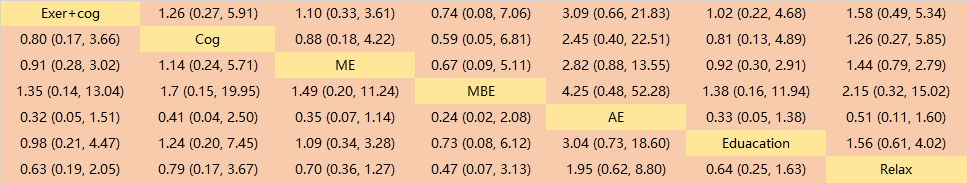 Exer+cog 1.26 (0.27, 5.91) 1.10 (0.33, 3.61) 0.74 (0.08, 7.06) 3.09 (0.66, 21.83) 1.02 (0.22, 4.68) 1.58 (0.49, 5.34)
0.80 (0.17, 3.66) Cog 0.88 (0.18, 4.22) 0.59 (0.05, 6.81) 2.45 (0.40, 22.51) 0.81 (0.13, 4.89) 1.26 (0.27, 5.85)
0.91 (0.28, 3.02) 1.14 (0.24, 5.71) ME 0.67 (0.09, 5.11) 2.82 (0.88, 13.55) 0.92 (0.30, 2.91) 1.44 (0.79, 2.79)
1.35 (0.14, 13.04) 1.7 (0.15, 19.95) 1.49 (0.20, 11.24) MBE 4.25 (0.48, 52.28) 1.38 (0.16, 11.94) 2.15 (0.32, 15.02)
0.32 (0.05, 1.51) 0.41 (0.04, 2.50) 0.35 (0.07, 1.14) 0.24 (0.02, 2.08) AE 0.33 (0.05, 1.38) 0.51 (0.11, 1.60)
0.98 (0.21, 4.47) 1.24 (0.20, 7.45) 1.09 (0.34, 3.28) 0.73 (0.08, 6.12) 3.04 (0.73, 18.60) Eduacation 1.56 (0.61, 4.02)
0.63 (0.19, 2.05) 0.79 (0.17, 3.67) 0.70 (0.36, 1.27) 0.47 (0.07, 3.13) 1.95 (0.62, 8.80) 0.64 (0.25, 1.63) Relax